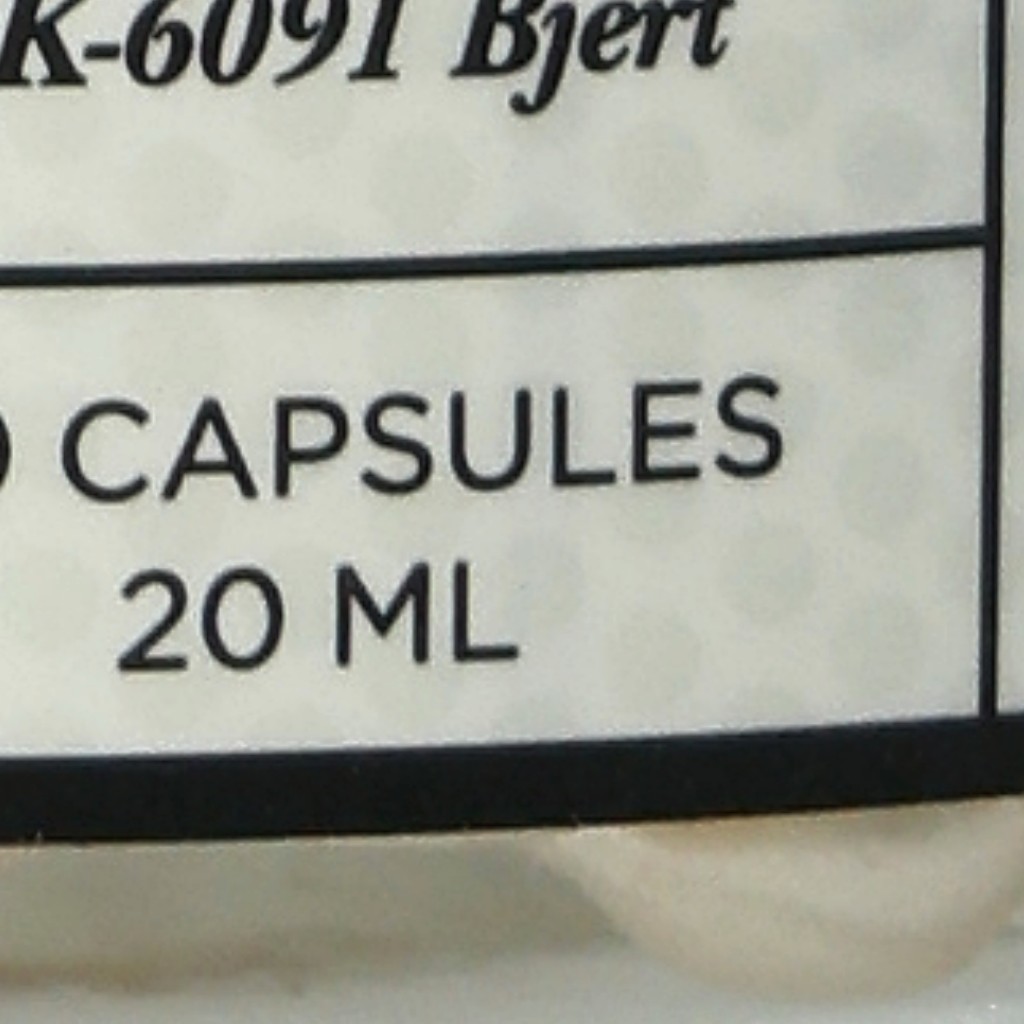 K-6091 Bjert
CAPSULES
20 ML